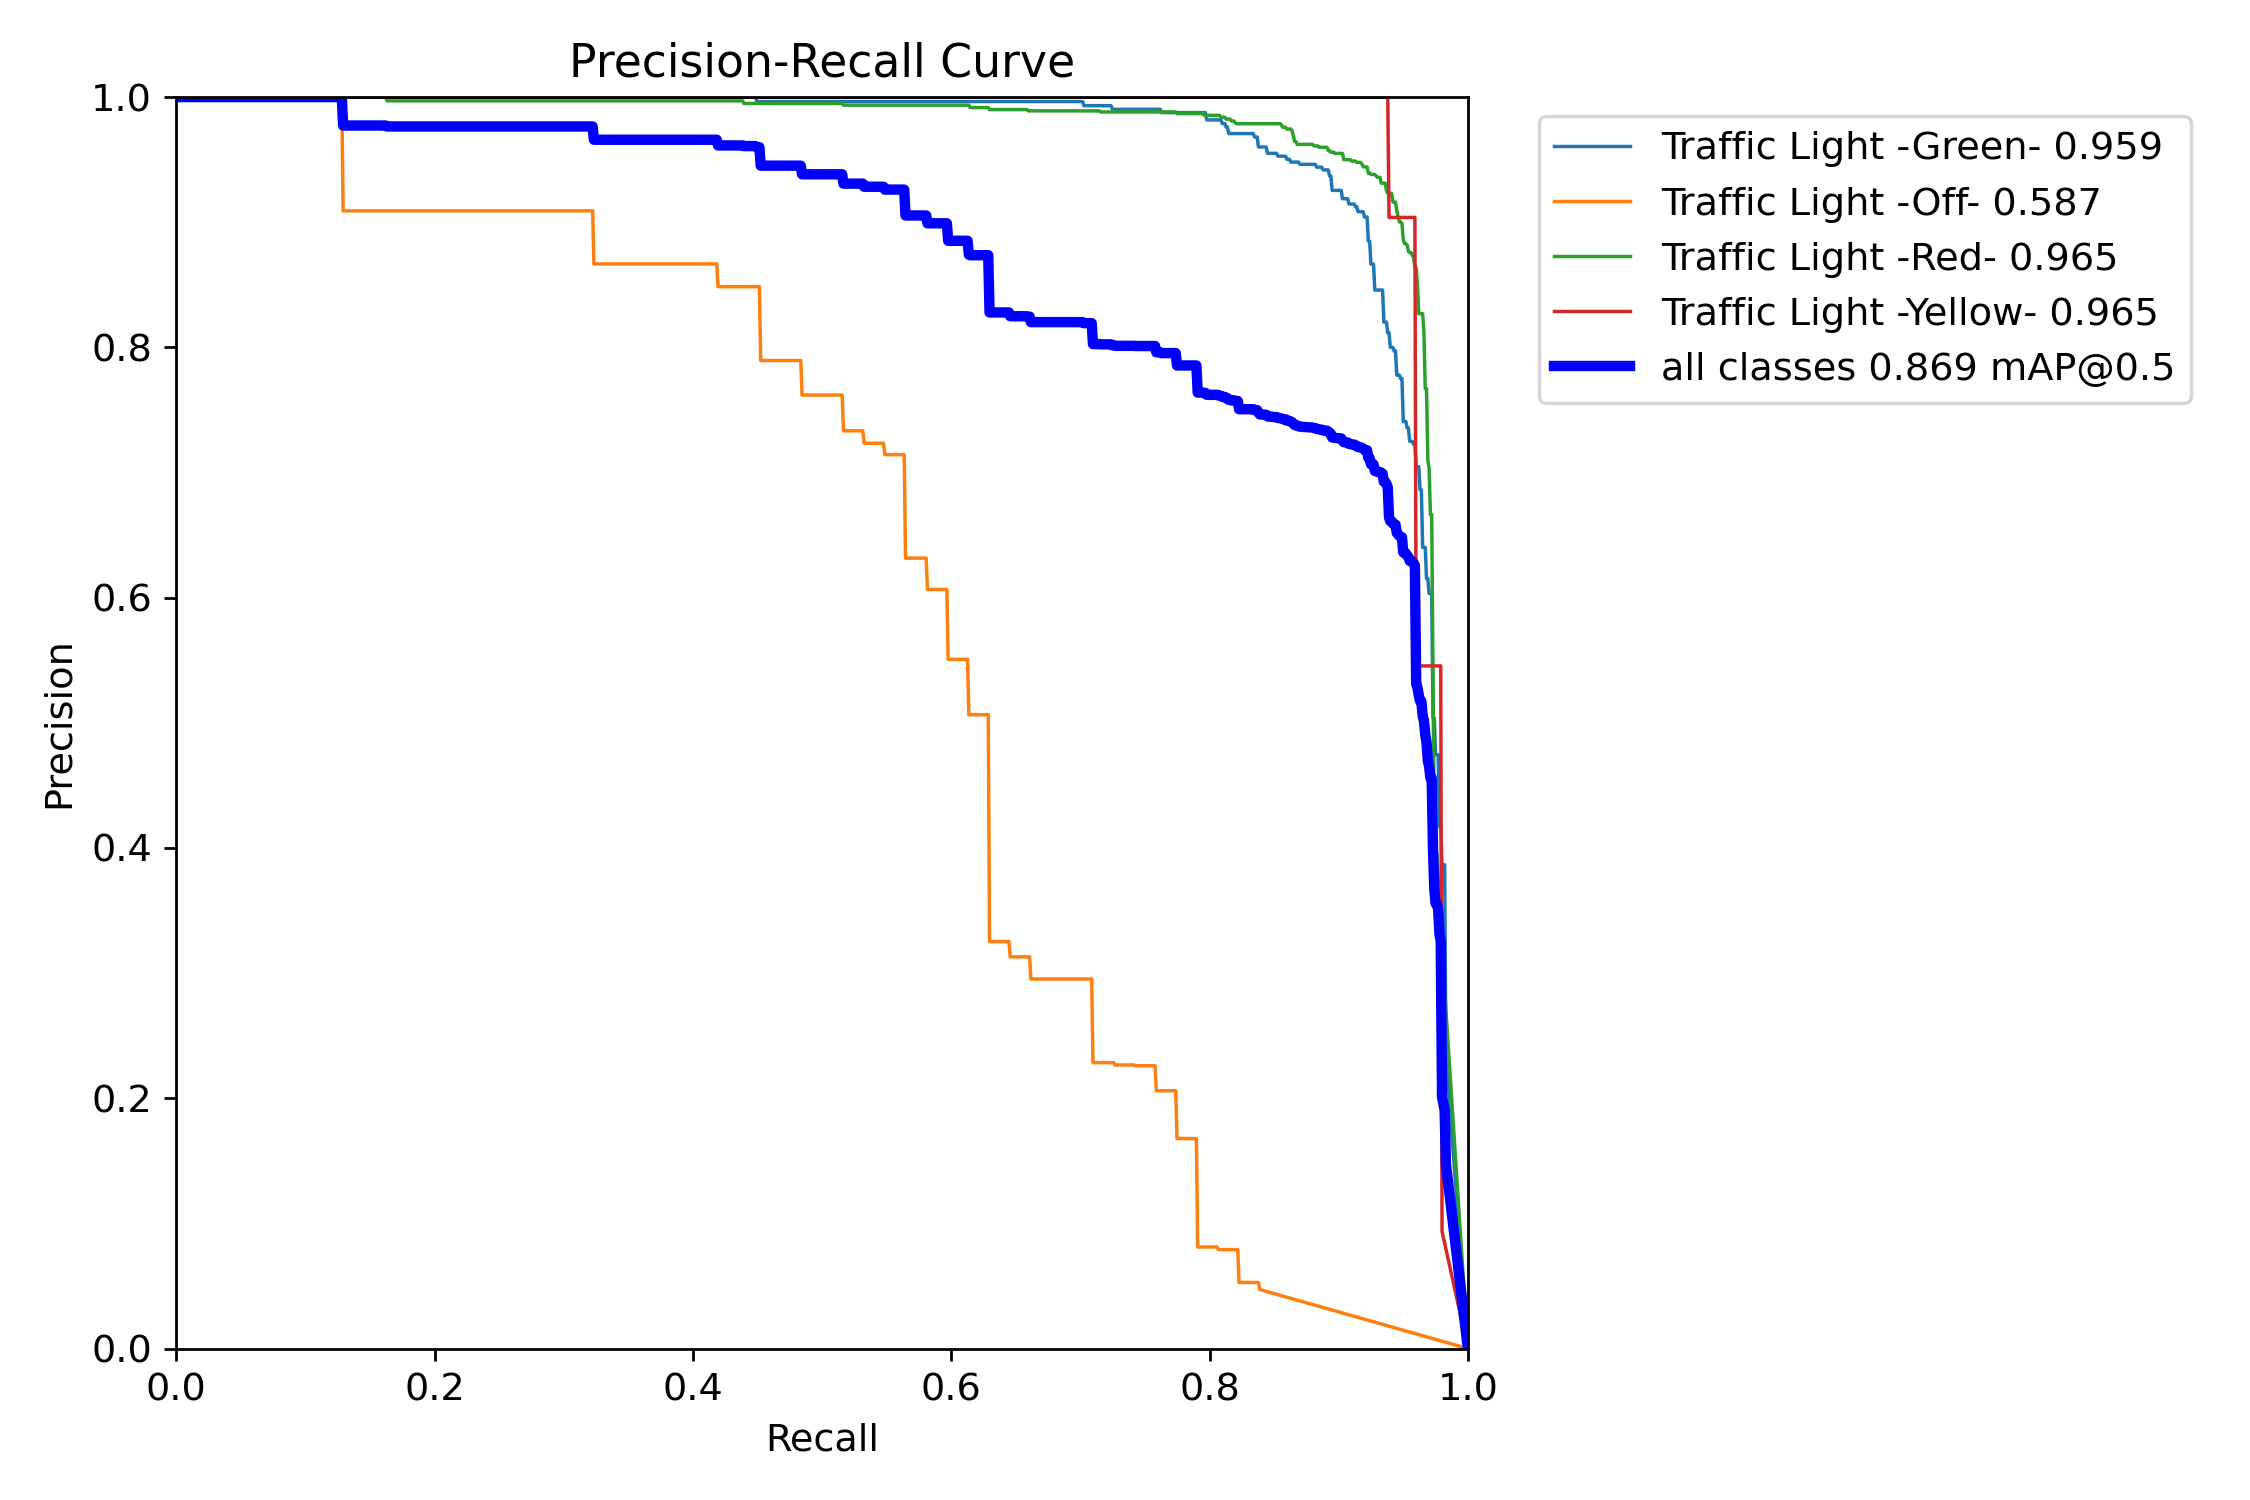 Precision-Recall Curve
1.0
0.8
0.6
0.4
0.2
0.0
Precision
0.0 0.2 0.4 0.6 0.8 1.0
Recall
Traffic Light -Green- 0.959
Traffic Light -Off- 0.587
Traffic Light -Red- 0.965
Traffic Light -Yellow- 0.965
all classes 0.869 mAP@0.5